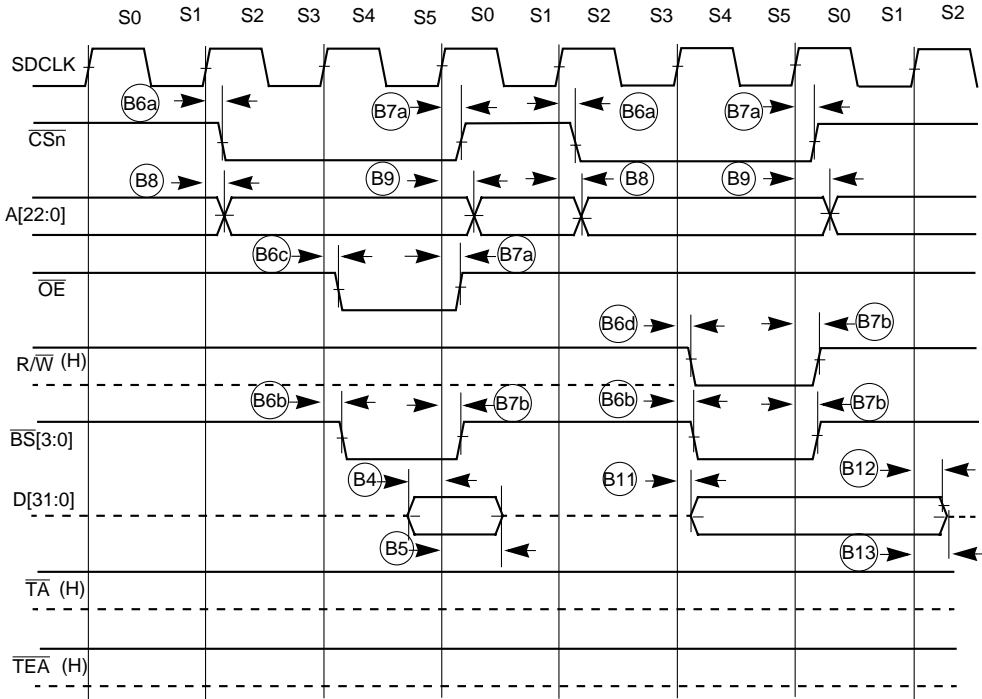 S0 S1 S2 S3 S4 S5 S0 S1 S2 S3 S4 S5 S0 S1 S2
SDCLK
B6a B7a B6a B7a
CSn
B8 B9 B8 B9
A[22:0]
B6c B7a
OE
B6d B7b
R/W (H)
B6b B7b B6b B7b
BS[3:0]
B4 B11 B12
D[31:0]
B5 B13
TA (H)
TEA (H)